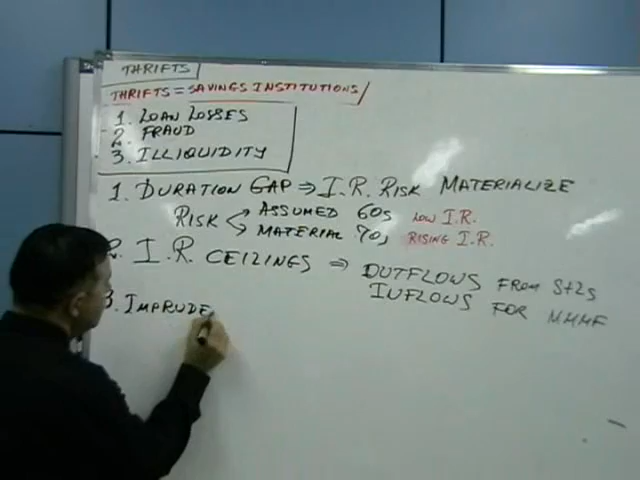 THRIFTS
THRIFTS = SAVINGS INSTITUTIONS
1. LOAN LOSSES
2. FRAUD
3. ILLIQUIDITY
1. DURATION GAP ⇒ I.R. RISK MATERIALIZE
RISK ASSUMED 60s LOW I.R.
MATERIAL 70s RISING I.R.
2. I.R. CEILINGS ⇒ OUTFLOWS FROM S+Ls
INFLOWS FOR MMMF
3. IMPRUDE